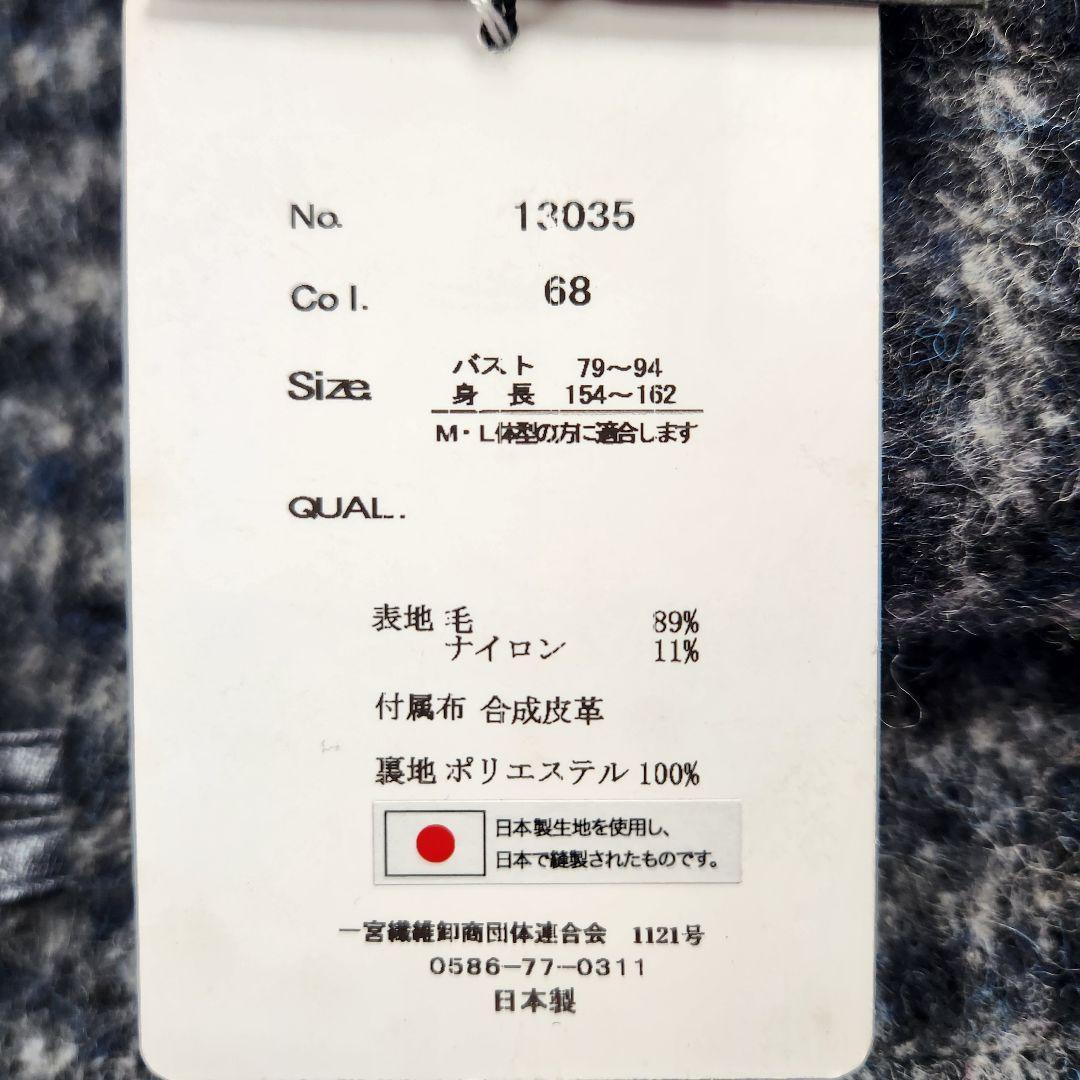 No. 13035
Col. 68
Size バスト 79〜94
身 長 154〜162
M・L体型の方に適合します
QUAL.
表地 毛 89%
ナイロン 11%
付属布 合成皮革
裏地 ポリエステル 100%
日本製生地を使用し、
日本で縫製されたものです。
一宮繊維卸商団体連合会 1121号
0586-77-0311
日本製